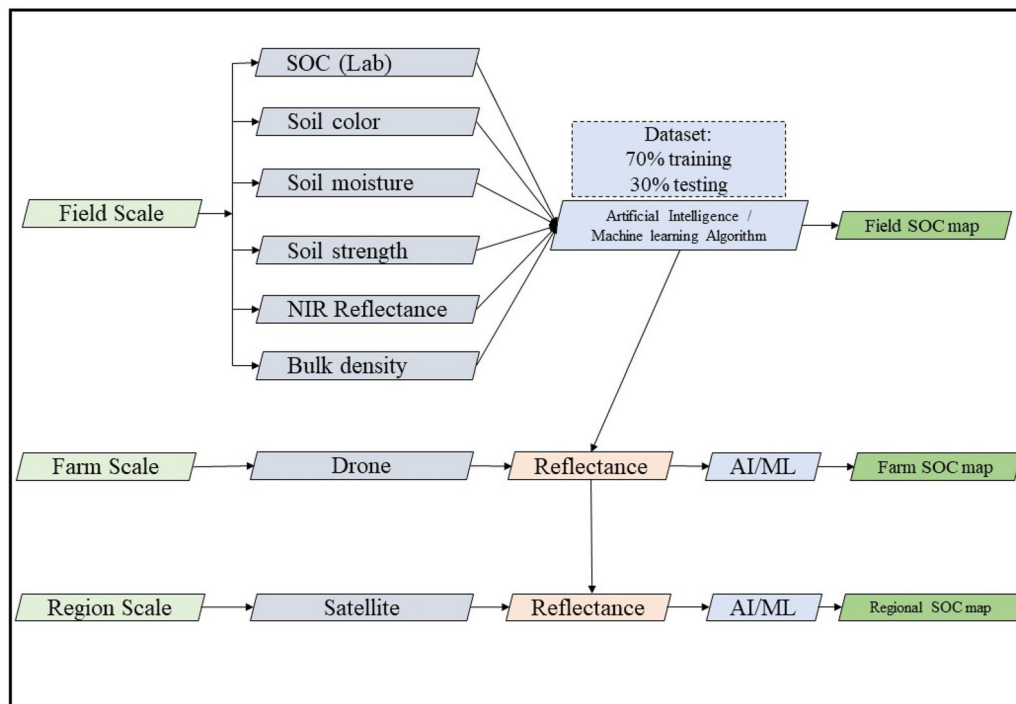 SOC (Lab)
Soil color
Soil moisture
Field Scale
Soil strength
NIR Reflectance
Bulk density
Dataset:
70% training
30% testing
Artificial Intelligence /
Machine learning Algorithm
Field SOC map
Farm Scale
Drone
Reflectance
AI/ML
Farm SOC map
Region Scale
Satellite
Reflectance
AI/ML
Regional SOC map